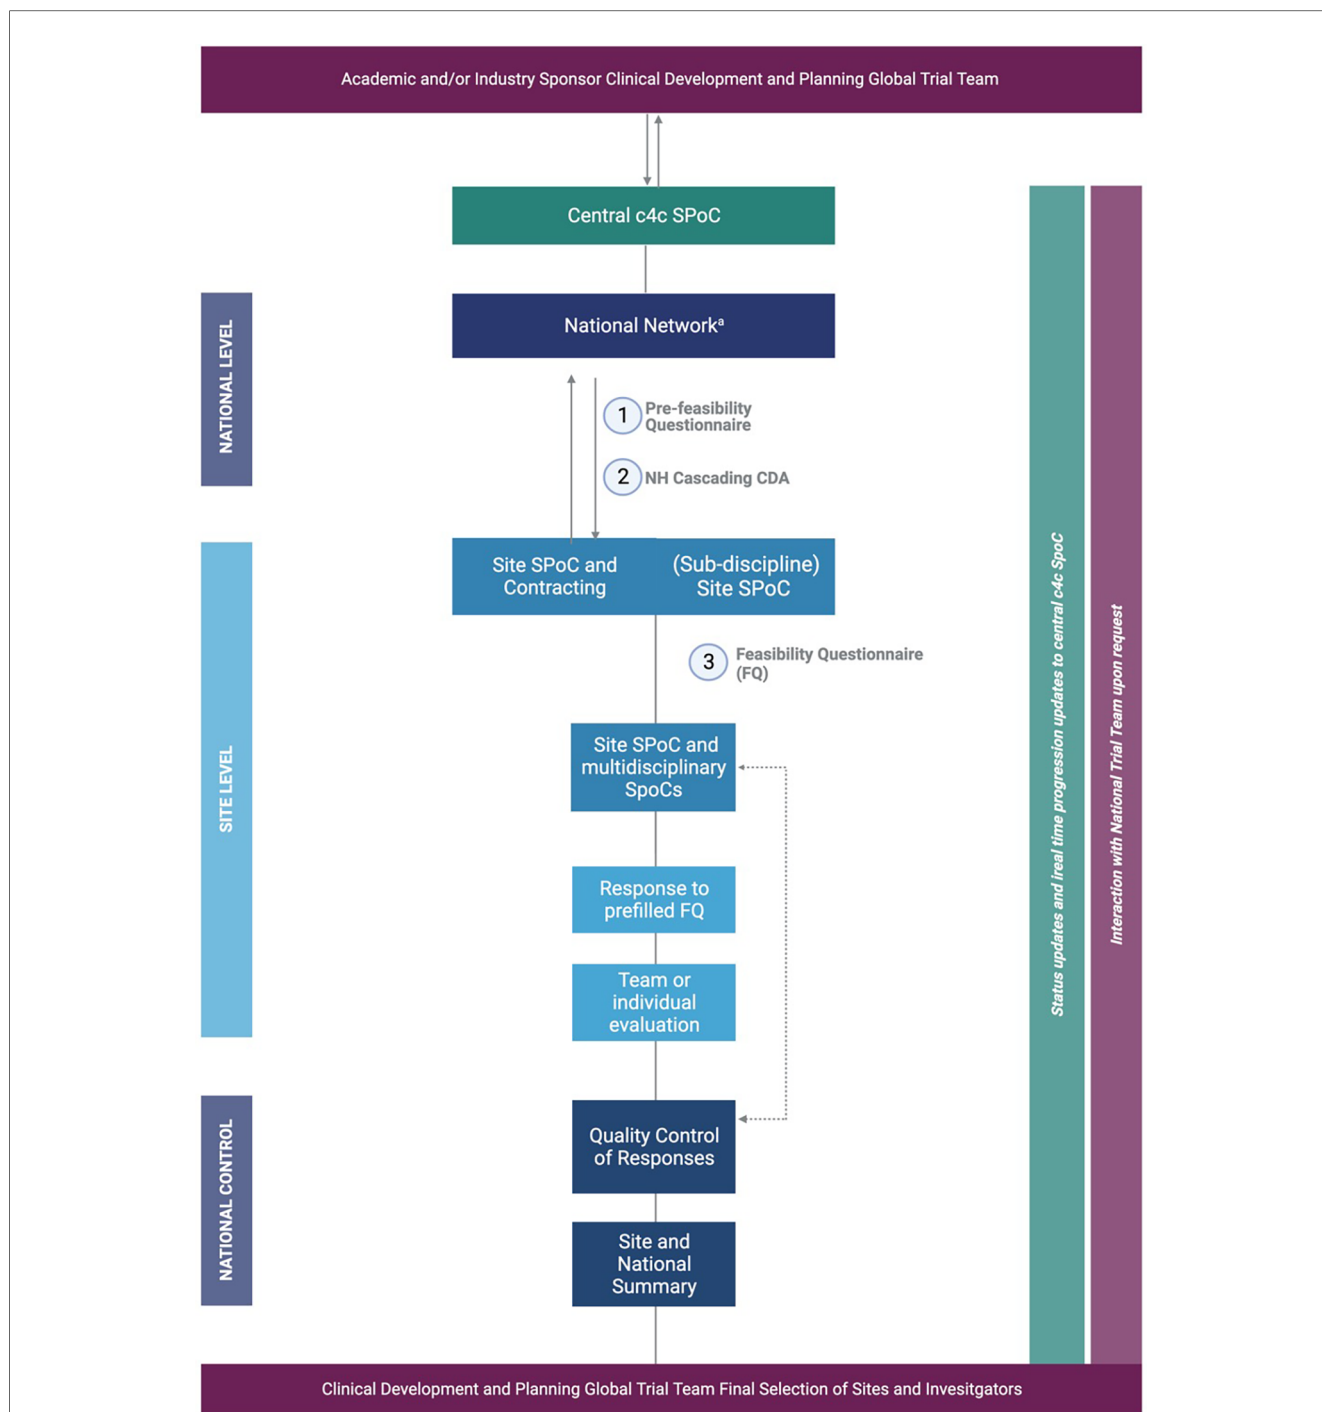 Academic and/or Industry Sponsor Clinical Development and Planning Global Trial Team
Central c4c SPoC
NATIONAL LEVEL
National Networkᵃ
1
Pre-feasibility
Questionnaire
2
NH Cascading CDA
SITE LEVEL
Site SPoC and
Contracting
(Sub-discipline)
Site SPoC
3
Feasibility Questionnaire
(FQ)
Site SPoC and
multidisciplinary
SpoCs
Response to
prefilled FQ
Team or
individual
evaluation
NATIONAL CONTROL
Quality Control
of Responses
Site and
National
Summary
Status updates and ireal time progression updates to central c4c SpoC
Interaction with National Trial Team upon request
Clinical Development and Planning Global Trial Team Final Selection of Sites and Invesitgators